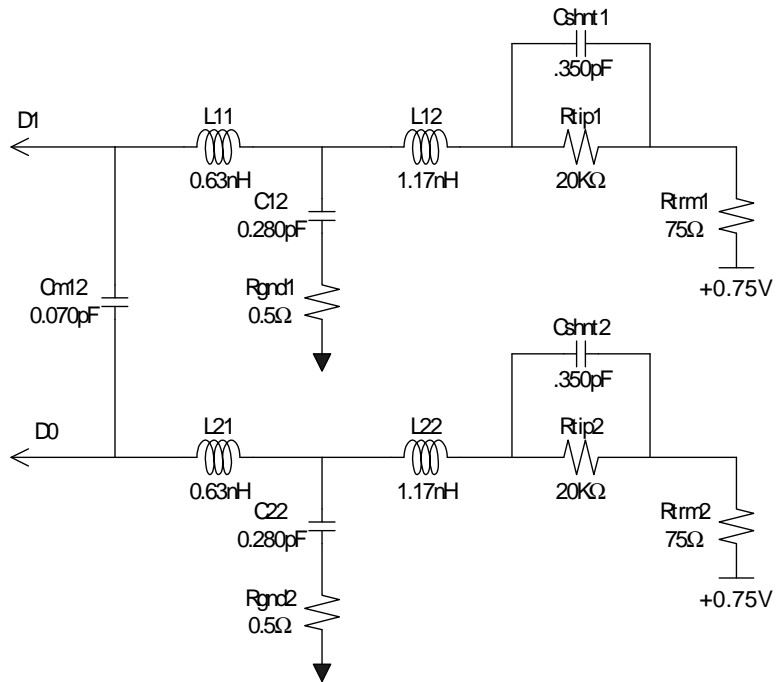 Cshnt1
.350pF
D1
L11
L12
Rtip1
0.63nH
1.17nH
20KΩ
C12
0.280pF
Rtrm1
75Ω
Cm12
0.070pF
Rgnd1
0.5Ω
+0.75V
Cshnt2
.350pF
D0
L21
L22
Rtip2
0.63nH
1.17nH
20KΩ
C22
0.280pF
Rtrm2
75Ω
Rgnd2
0.5Ω
+0.75V